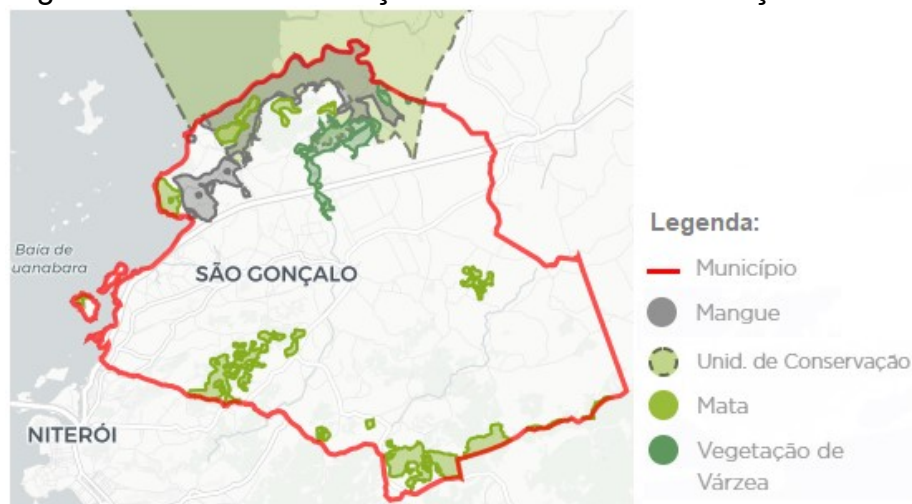 Baía de
uanabara
SÃO GONÇALO
NITERÓI
Legenda:
Município
Mangue
Unid. de Conservação
Mata
Vegetação de
Várzea